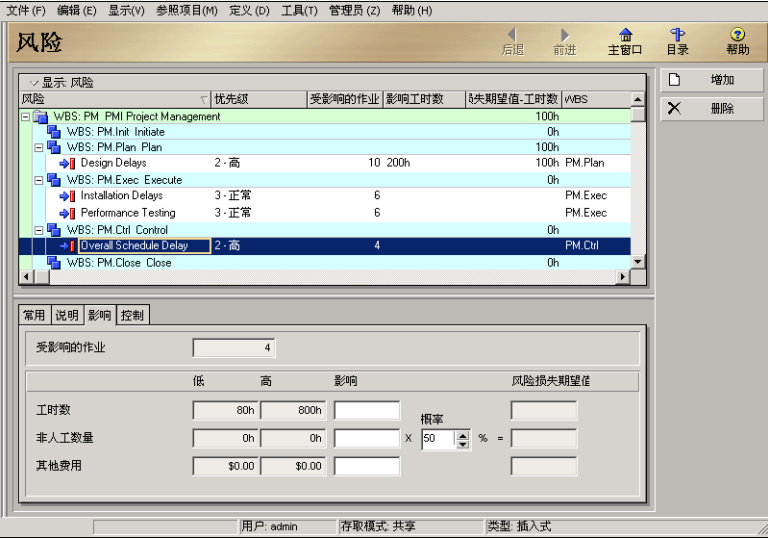 文件(F) 编辑(E) 显示(V) 参照项目(M) 定义(D) 工具(T) 管理员(Z) 帮助(H)
风险
后退 前进 主窗口 目录 帮助
显示: 风险
增加
删除
风险 优先级 受影响的作业 影响工时数 失期望值-工时数 WBS
WBS: PM PMI Project Management 100h
WBS: PM.Init Initiate 0h
WBS: PM.Plan Plan 100h
Design Delays 2 - 高 10 200h 100h PM.Plan
WBS: PM.Exec Execute 0h
Installation Delays 3 - 正常 6 PM.Exec
Performance Testing 3 - 正常 6 PM.Exec
WBS: PM.Ctrl Control 0h
Overall Schedule Delay 2 - 高 4 PM.Ctrl
WBS: PM.Close Close 0h
常用 说明 影响 控制
受影响的作业 4
低 高 影响 风险损失期望值
工时数 80h 800h
概率
非人工数量 0h 0h X 50 % =
其他费用 $0.00 $0.00
用户: admin 存取模式: 共享 类型: 插入式